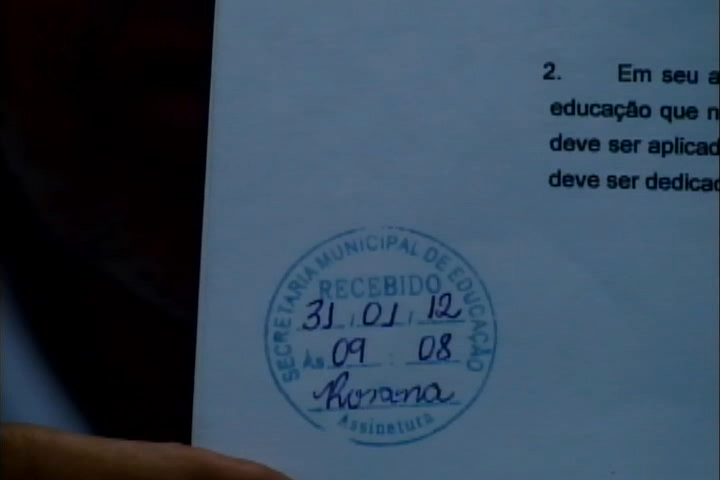 2. Em seu a
educação que n
deve ser aplicad
deve ser dedicad
SECRETARIA MUNICIPAL DE EDUCAÇÃO
RECEBIDO
31, 01, 12
Às 09 : 08
Rosana
Assinatura